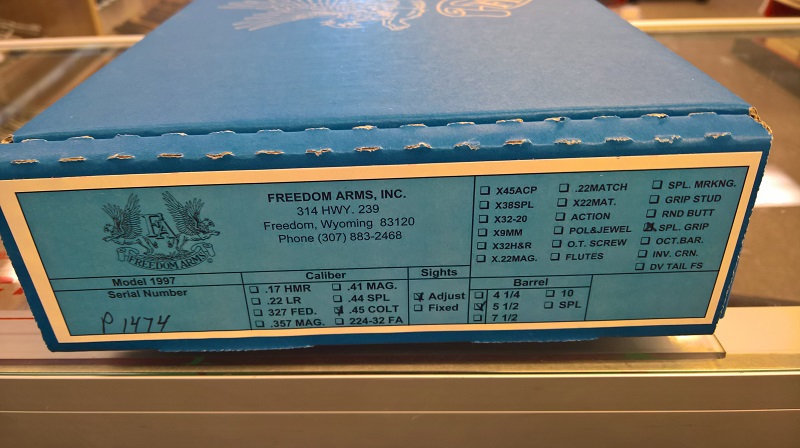 FREEDOM ARMS, INC.
314 HWY. 239
Freedom, Wyoming 83120
Phone (307) 883-2468
FA
FREEDOM ARMS
Model 1997
Serial Number
P 1474
Caliber
.17 HMR
.22 LR
327 FED.
.357 MAG.
.41 MAG.
.44 SPL
.45 COLT
224-32 FA
Sights
Adjust
Fixed
Barrel
4 1/4
5 1/2
7 1/2
10
SPL
X45ACP
X38SPL
X32-20
X9MM
X32H&R
X.22MAG.
.22MATCH
X22MAT.
ACTION
POL&JEWEL
O.T. SCREW
FLUTES
SPL. MRKNG.
GRIP STUD
RND BUTT
SPL. GRIP
OCT.BAR.
INV. CRN.
DV TAIL FS